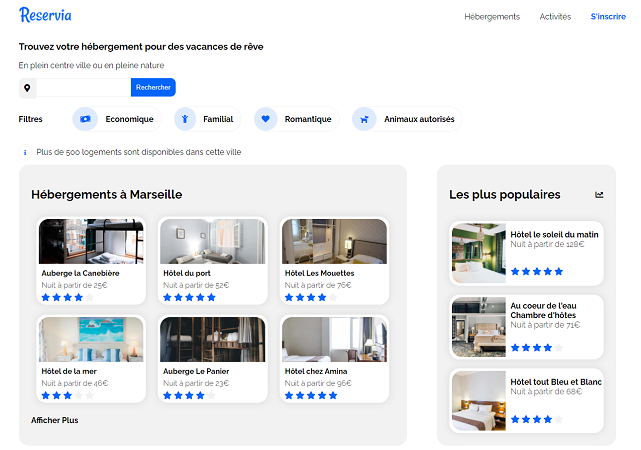 Reservia
Hébergements
Activités
S'inscrire
Trouvez votre hébergement pour des vacances de rêve
En plein centre ville ou en pleine nature
Rechercher
Filtres
Economique
Familial
Romantique
Animaux autorisés
Plus de 500 logements sont disponibles dans cette ville
Hébergements à Marseille
Auberge la Canebière
Nuit à partir de 25€
Hôtel du port
Nuit à partir de 52€
Hôtel Les Mouettes
Nuit à partir de 76€
Hôtel de la mer
Nuit à partir de 46€
Auberge Le Panier
Nuit à partir de 23€
Hôtel chez Amina
Nuit à partir de 96€
Afficher Plus
Les plus populaires
Hôtel le soleil du matin
Nuit à partir de 128€
Au coeur de l'eau
Chambre d'hôtes
Nuit à partir de 71€
Hôtel tout Bleu et Blanc
Nuit à partir de 68€